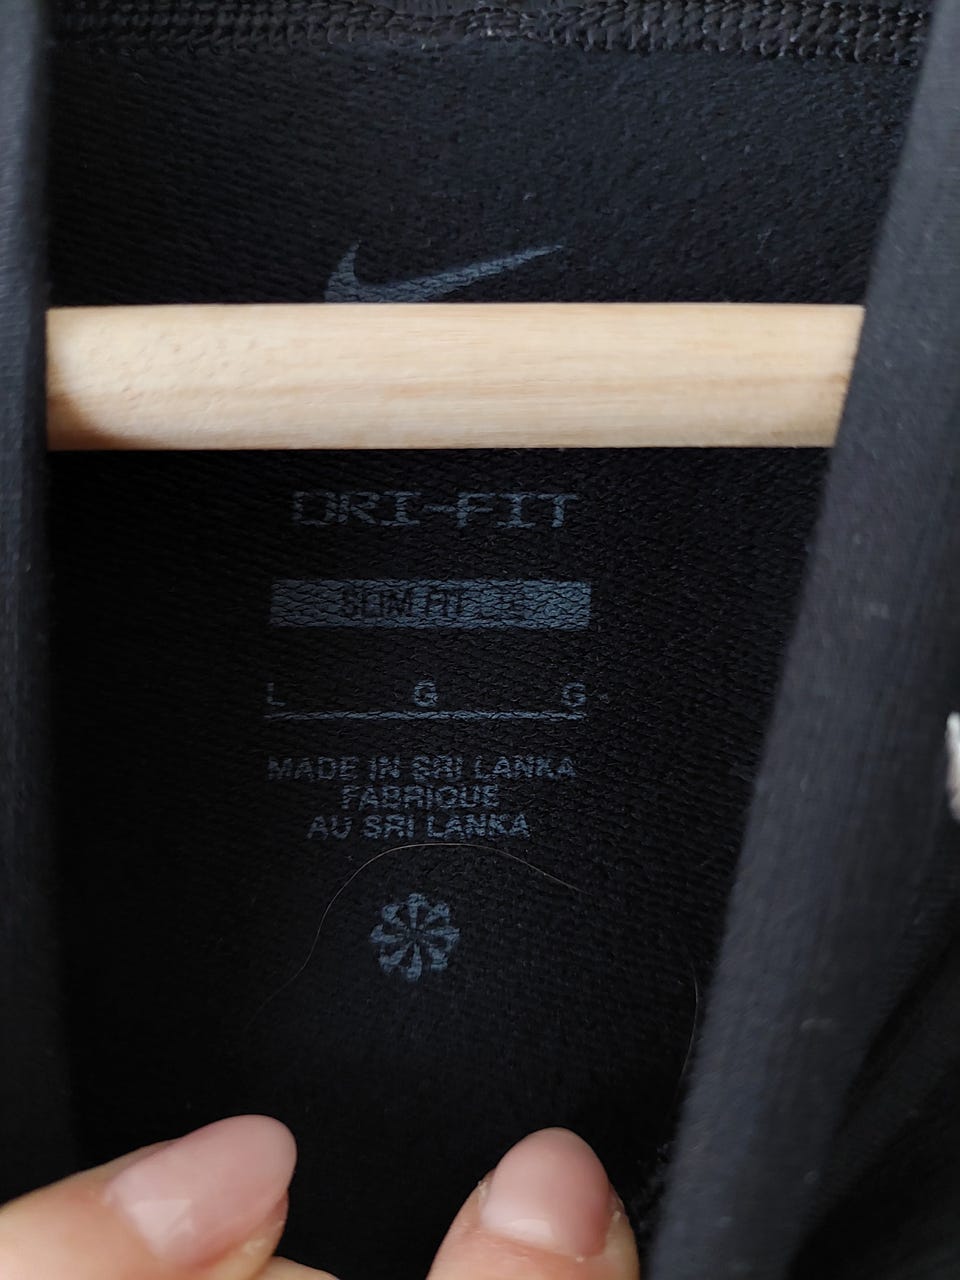 DRI-FIT
SLIM FIT
L G G
MADE IN SRI LANKA
FABRIQUE
AU SRI LANKA